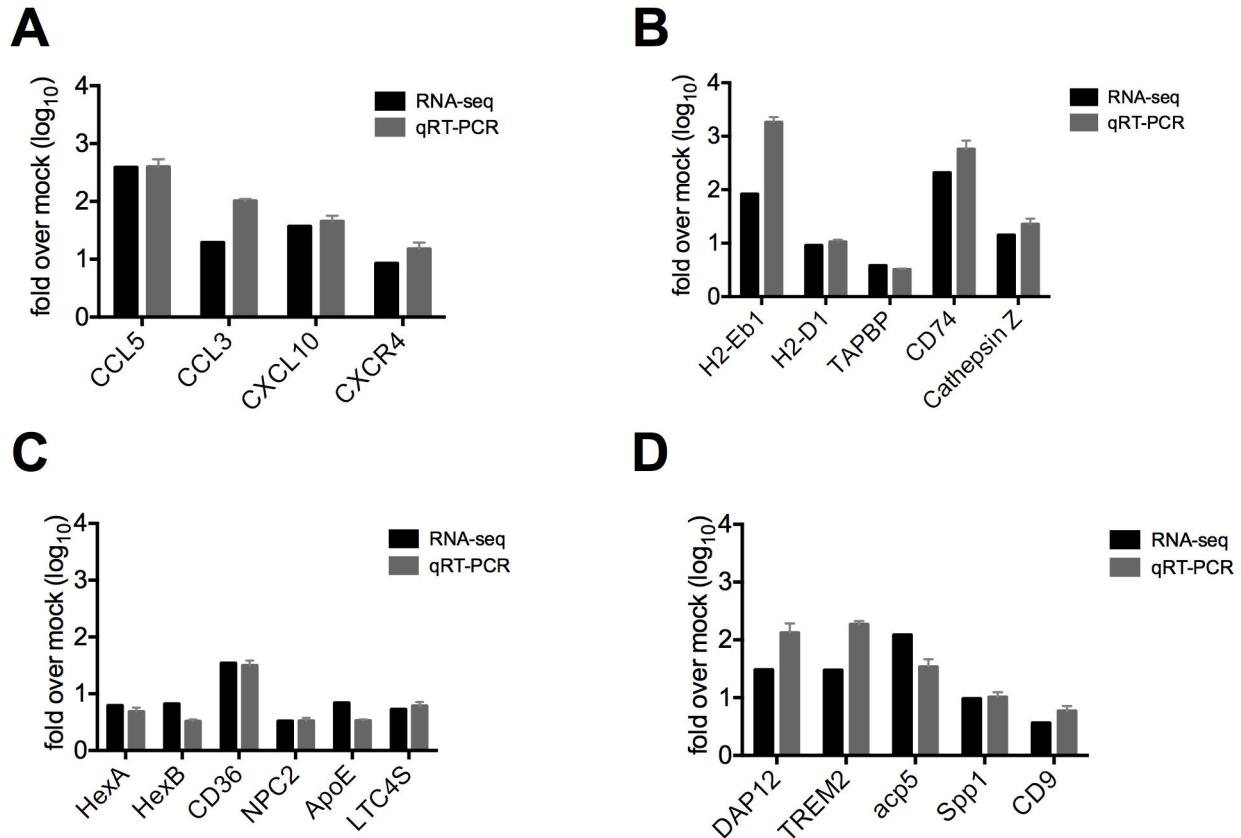 A
fold over mock (log10)
4
3
2
1
0
RNA-seq
qRT-PCR
CCL5
CCL3
CXCL10
CXCR4
B
fold over mock (log10)
4
3
2
1
0
RNA-seq
qRT-PCR
H2-Eb1
H2-D1
TAPBP
CD74
Cathepsin Z
C
fold over mock (log10)
4
3
2
1
0
RNA-seq
qRT-PCR
HexA
HexB
CD36
NPC2
ApoE
LTC4S
D
fold over mock (log10)
4
3
2
1
0
RNA-seq
qRT-PCR
DAP12
TREM2
acp5
Spp1
CD9